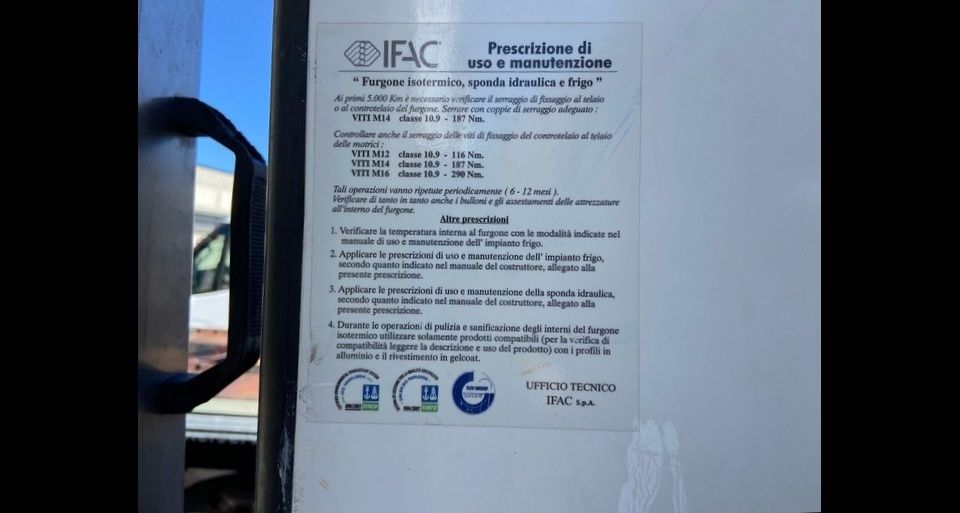 IFAC
Prescrizione di
uso e manutenzione
“ Furgone isotermico, sponda idraulica e frigo ”
Ai primi 5.000 Km è necessario verificare il serraggio di fissaggio al telaio
o al controtelaio del furgone. Serrare con coppie di serraggio adeguato :
VITI M14 classe 10.9 - 187 Nm.
Controllare anche il serraggio delle viti di fissaggio del controtelaio al telaio
delle motrici :
VITI M12 classe 10.9 - 116 Nm.
VITI M14 classe 10.9 - 187 Nm.
VITI M16 classe 10.9 - 290 Nm.
Tali operazioni vanno ripetute periodicamente ( 6 - 12 mesi ).
Verificare di tanto in tanto anche i bulloni e gli assestamenti delle attrezzature
all'interno del furgone.
Altre prescrizioni
1. Verificare la temperatura interna al furgone con le modalità indicate nel
manuale di uso e manutenzione dell' impianto frigo.
2. Applicare le prescrizioni di uso e manutenzione dell' impianto frigo,
secondo quanto indicato nel manuale del costruttore, allegato alla
presente prescrizione.
3. Applicare le prescrizioni di uso e manutenzione della sponda idraulica,
secondo quanto indicato nel manuale del costruttore, allegato alla
presente prescrizione.
4. Durante le operazioni di pulizia e sanificazione degli interni del furgone
isotermico utilizzare solamente prodotti compatibili (per la verifica di
compatibilità leggere la descrizione e uso del prodotto) con i profili in
alluminio e il rivestimento in gelcoat.
TUV NORD
UFFICIO TECNICO
IFAC S.p.A.